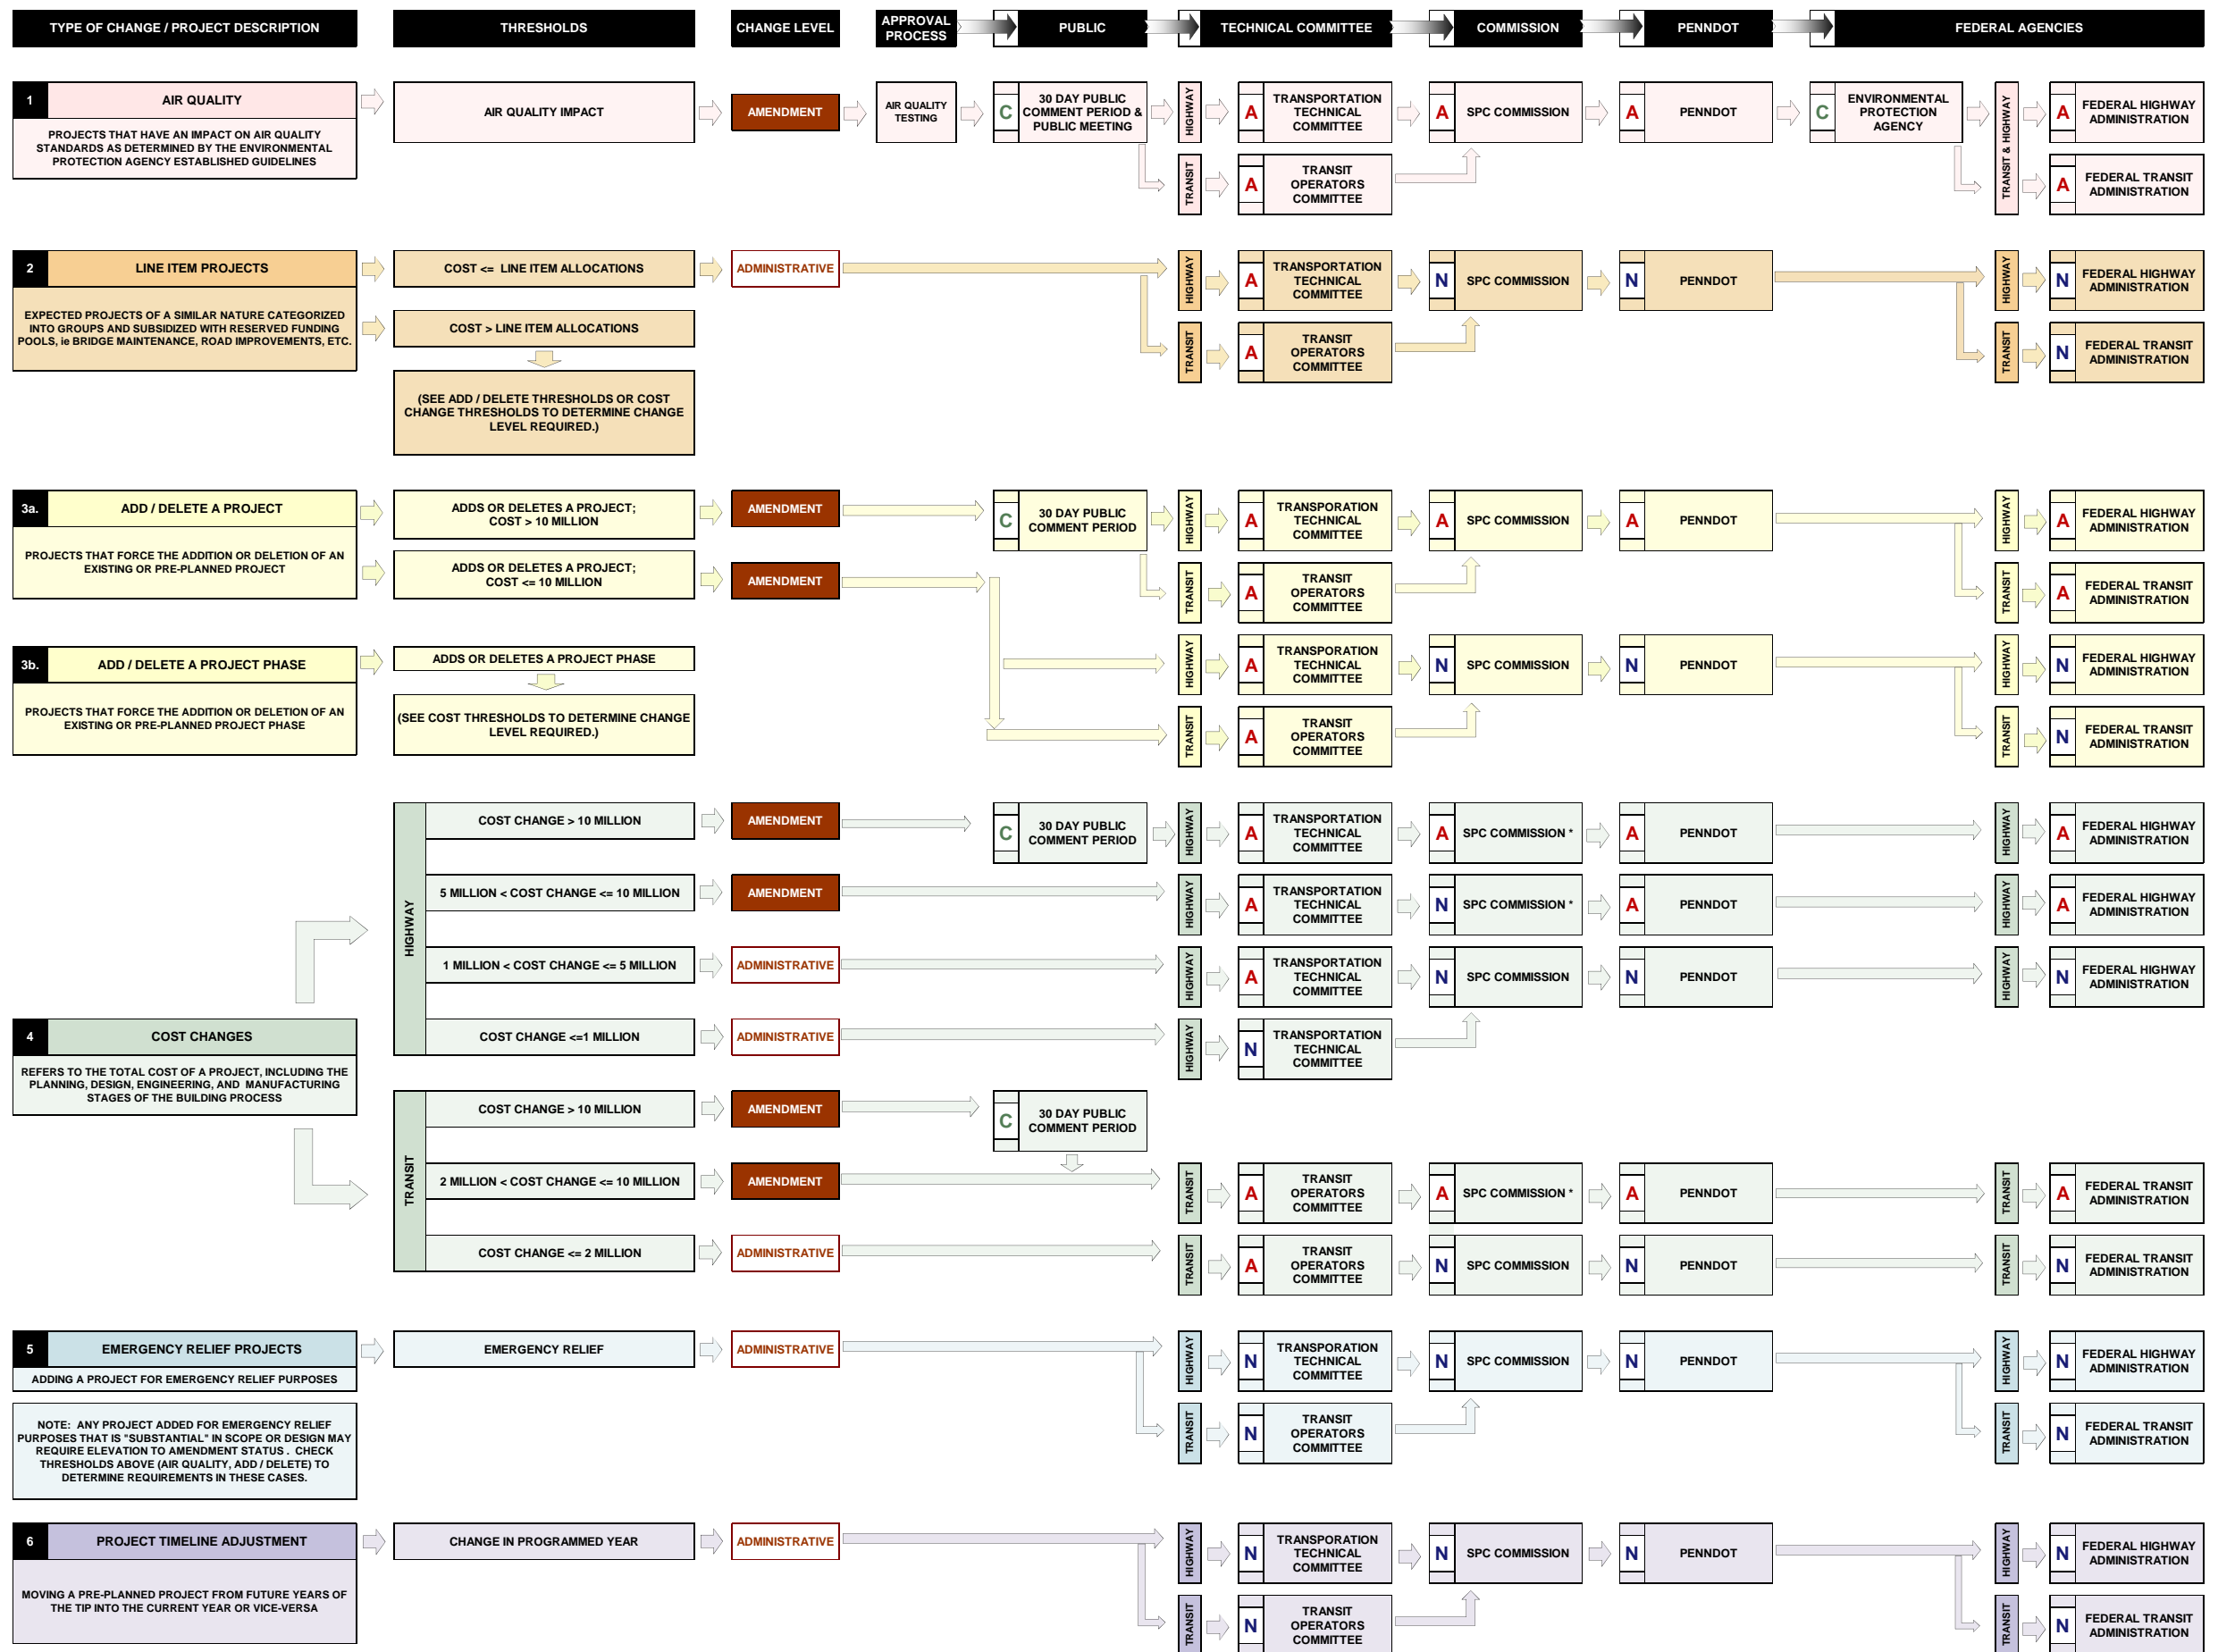 TYPE OF CHANGE / PROJECT DESCRIPTION
THRESHOLDS
CHANGE LEVEL
APPROVAL
PROCESS
PUBLIC
TECHNICAL COMMITTEE
COMMISSION
PENNDOT
FEDERAL AGENCIES
1
AIR QUALITY
PROJECTS THAT HAVE AN IMPACT ON AIR QUALITY
STANDARDS AS DETERMINED BY THE ENVIRONMENTAL
PROTECTION AGENCY ESTABLISHED GUIDELINES
AIR QUALITY IMPACT
AMENDMENT
AIR QUALITY
TESTING
C
30 DAY PUBLIC
COMMENT PERIOD &
PUBLIC MEETING
HIGHWAY
A
TRANSPORTATION
TECHNICAL
COMMITTEE
A
SPC COMMISSION
A
PENNDOT
C
ENVIRONMENTAL
PROTECTION
AGENCY
TRANSIT & HIGHWAY
A
FEDERAL HIGHWAY
ADMINISTRATION
TRANSIT
A
TRANSIT
OPERATORS
COMMITTEE
A
FEDERAL TRANSIT
ADMINISTRATION
2
LINE ITEM PROJECTS
EXPECTED PROJECTS OF A SIMILAR NATURE CATEGORIZED
INTO GROUPS AND SUBSIDIZED WITH RESERVED FUNDING
POOLS, ie BRIDGE MAINTENANCE, ROAD IMPROVEMENTS, ETC.
COST <= LINE ITEM ALLOCATIONS
ADMINISTRATIVE
COST > LINE ITEM ALLOCATIONS
(SEE ADD / DELETE THRESHOLDS OR COST
CHANGE THRESHOLDS TO DETERMINE CHANGE
LEVEL REQUIRED.)
HIGHWAY
A
TRANSPORTATION
TECHNICAL
COMMITTEE
N
SPC COMMISSION
N
PENNDOT
HIGHWAY
N
FEDERAL HIGHWAY
ADMINISTRATION
TRANSIT
A
TRANSIT
OPERATORS
COMMITTEE
TRANSIT
N
FEDERAL TRANSIT
ADMINISTRATION
3a.
ADD / DELETE A PROJECT
PROJECTS THAT FORCE THE ADDITION OR DELETION OF AN
EXISTING OR PRE-PLANNED PROJECT
ADDS OR DELETES A PROJECT;
COST > 10 MILLION
AMENDMENT
ADDS OR DELETES A PROJECT;
COST <= 10 MILLION
AMENDMENT
C
30 DAY PUBLIC
COMMENT PERIOD
HIGHWAY
A
TRANSPORATION
TECHNICAL
COMMITTEE
A
SPC COMMISSION
A
PENNDOT
HIGHWAY
A
FEDERAL HIGHWAY
ADMINISTRATION
TRANSIT
A
TRANSIT
OPERATORS
COMMITTEE
TRANSIT
A
FEDERAL TRANSIT
ADMINISTRATION
3b.
ADD / DELETE A PROJECT PHASE
PROJECTS THAT FORCE THE ADDITION OR DELETION OF AN
EXISTING OR PRE-PLANNED PROJECT PHASE
ADDS OR DELETES A PROJECT PHASE
(SEE COST THRESHOLDS TO DETERMINE CHANGE
LEVEL REQUIRED.)
HIGHWAY
A
TRANSPORATION
TECHNICAL
COMMITTEE
N
SPC COMMISSION
N
PENNDOT
HIGHWAY
N
FEDERAL HIGHWAY
ADMINISTRATION
TRANSIT
A
TRANSIT
OPERATORS
COMMITTEE
TRANSIT
N
FEDERAL TRANSIT
ADMINISTRATION
4
COST CHANGES
REFERS TO THE TOTAL COST OF A PROJECT, INCLUDING THE
PLANNING, DESIGN, ENGINEERING, AND MANUFACTURING
STAGES OF THE BUILDING PROCESS
HIGHWAY
COST CHANGE > 10 MILLION
AMENDMENT
C
30 DAY PUBLIC
COMMENT PERIOD
HIGHWAY
A
TRANSPORTATION
TECHNICAL
COMMITTEE
A
SPC COMMISSION *
A
PENNDOT
HIGHWAY
A
FEDERAL HIGHWAY
ADMINISTRATION
5 MILLION < COST CHANGE <= 10 MILLION
AMENDMENT
HIGHWAY
A
TRANSPORTATION
TECHNICAL
COMMITTEE
N
SPC COMMISSION *
A
PENNDOT
HIGHWAY
A
FEDERAL HIGHWAY
ADMINISTRATION
1 MILLION < COST CHANGE <= 5 MILLION
ADMINISTRATIVE
HIGHWAY
A
TRANSPORTATION
TECHNICAL
COMMITTEE
N
SPC COMMISSION
N
PENNDOT
HIGHWAY
N
FEDERAL HIGHWAY
ADMINISTRATION
COST CHANGE <=1 MILLION
ADMINISTRATIVE
HIGHWAY
N
TRANSPORTATION
TECHNICAL
COMMITTEE
TRANSIT
COST CHANGE > 10 MILLION
AMENDMENT
C
30 DAY PUBLIC
COMMENT PERIOD
2 MILLION < COST CHANGE <= 10 MILLION
AMENDMENT
TRANSIT
A
TRANSIT
OPERATORS
COMMITTEE
A
SPC COMMISSION *
A
PENNDOT
TRANSIT
A
FEDERAL TRANSIT
ADMINISTRATION
COST CHANGE <= 2 MILLION
ADMINISTRATIVE
TRANSIT
A
TRANSIT
OPERATORS
COMMITTEE
N
SPC COMMISSION
N
PENNDOT
TRANSIT
N
FEDERAL TRANSIT
ADMINISTRATION
5
EMERGENCY RELIEF PROJECTS
ADDING A PROJECT FOR EMERGENCY RELIEF PURPOSES
NOTE: ANY PROJECT ADDED FOR EMERGENCY RELIEF
PURPOSES THAT IS "SUBSTANTIAL" IN SCOPE OR DESIGN MAY
REQUIRE ELEVATION TO AMENDMENT STATUS . CHECK
THRESHOLDS ABOVE (AIR QUALITY, ADD / DELETE) TO
DETERMINE REQUIREMENTS IN THESE CASES.
EMERGENCY RELIEF
ADMINISTRATIVE
HIGHWAY
N
TRANSPORATION
TECHNICAL
COMMITTEE
N
SPC COMMISSION
N
PENNDOT
HIGHWAY
N
FEDERAL HIGHWAY
ADMINISTRATION
TRANSIT
N
TRANSIT
OPERATORS
COMMITTEE
TRANSIT
N
FEDERAL TRANSIT
ADMINISTRATION
6
PROJECT TIMELINE ADJUSTMENT
MOVING A PRE-PLANNED PROJECT FROM FUTURE YEARS OF
THE TIP INTO THE CURRENT YEAR OR VICE-VERSA
CHANGE IN PROGRAMMED YEAR
ADMINISTRATIVE
HIGHWAY
N
TRANSPORATION
TECHNICAL
COMMITTEE
N
SPC COMMISSION
N
PENNDOT
HIGHWAY
N
FEDERAL HIGHWAY
ADMINISTRATION
TRANSIT
N
TRANSIT
OPERATORS
COMMITTEE
TRANSIT
N
FEDERAL TRANSIT
ADMINISTRATION